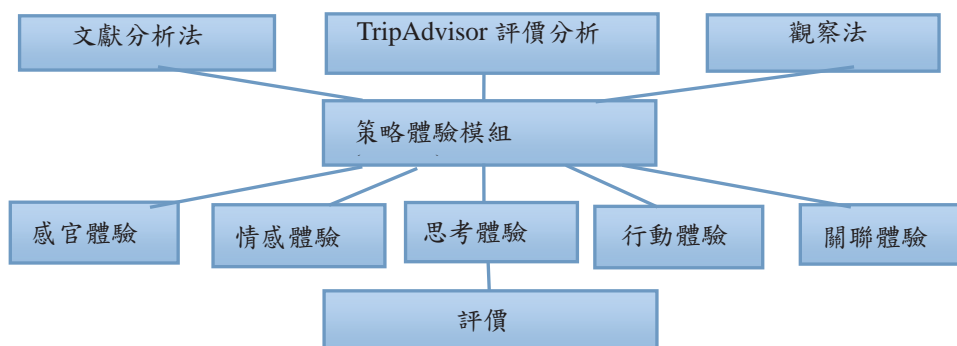 文獻分析法
TripAdvisor 評價分析
觀察法
策略體驗模組
感官體驗
情感體驗
思考體驗
行動體驗
關聯體驗
評價